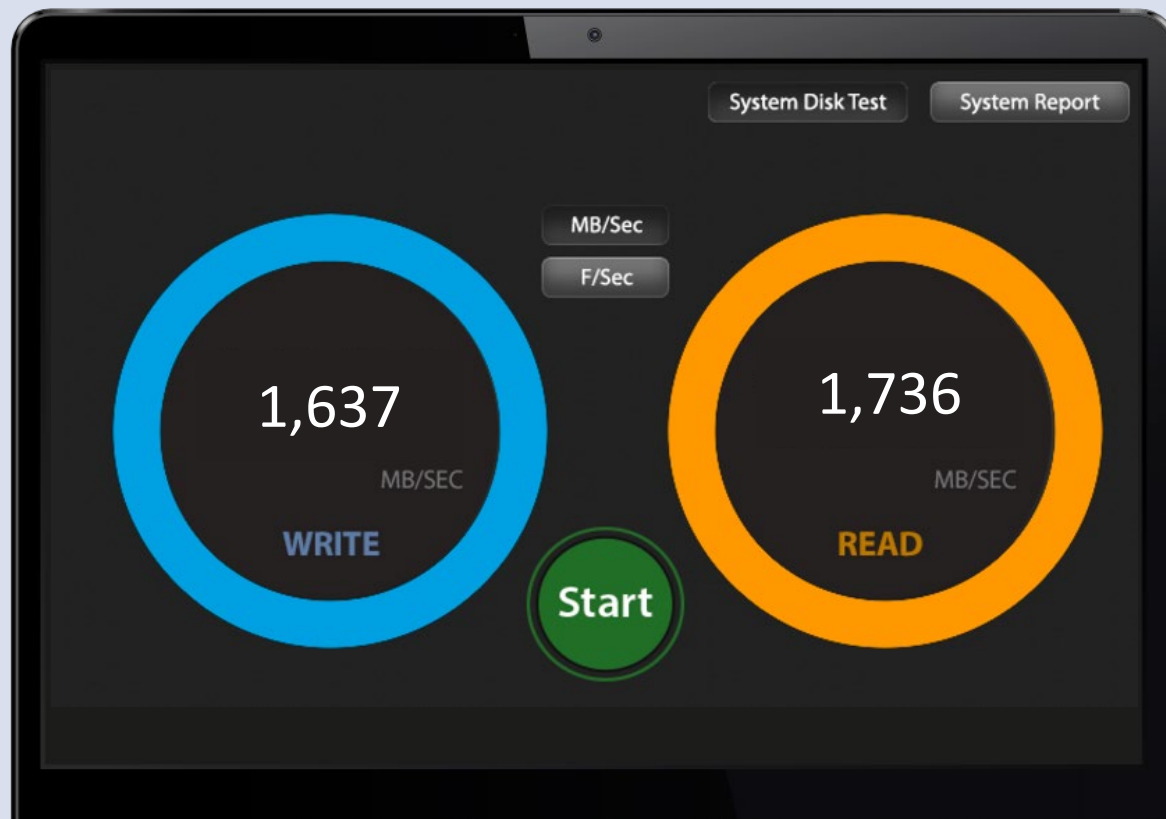 System Disk Test
System Report
MB/Sec
F/Sec
1,637
MB/SEC
WRITE
1,736
MB/SEC
READ
Start